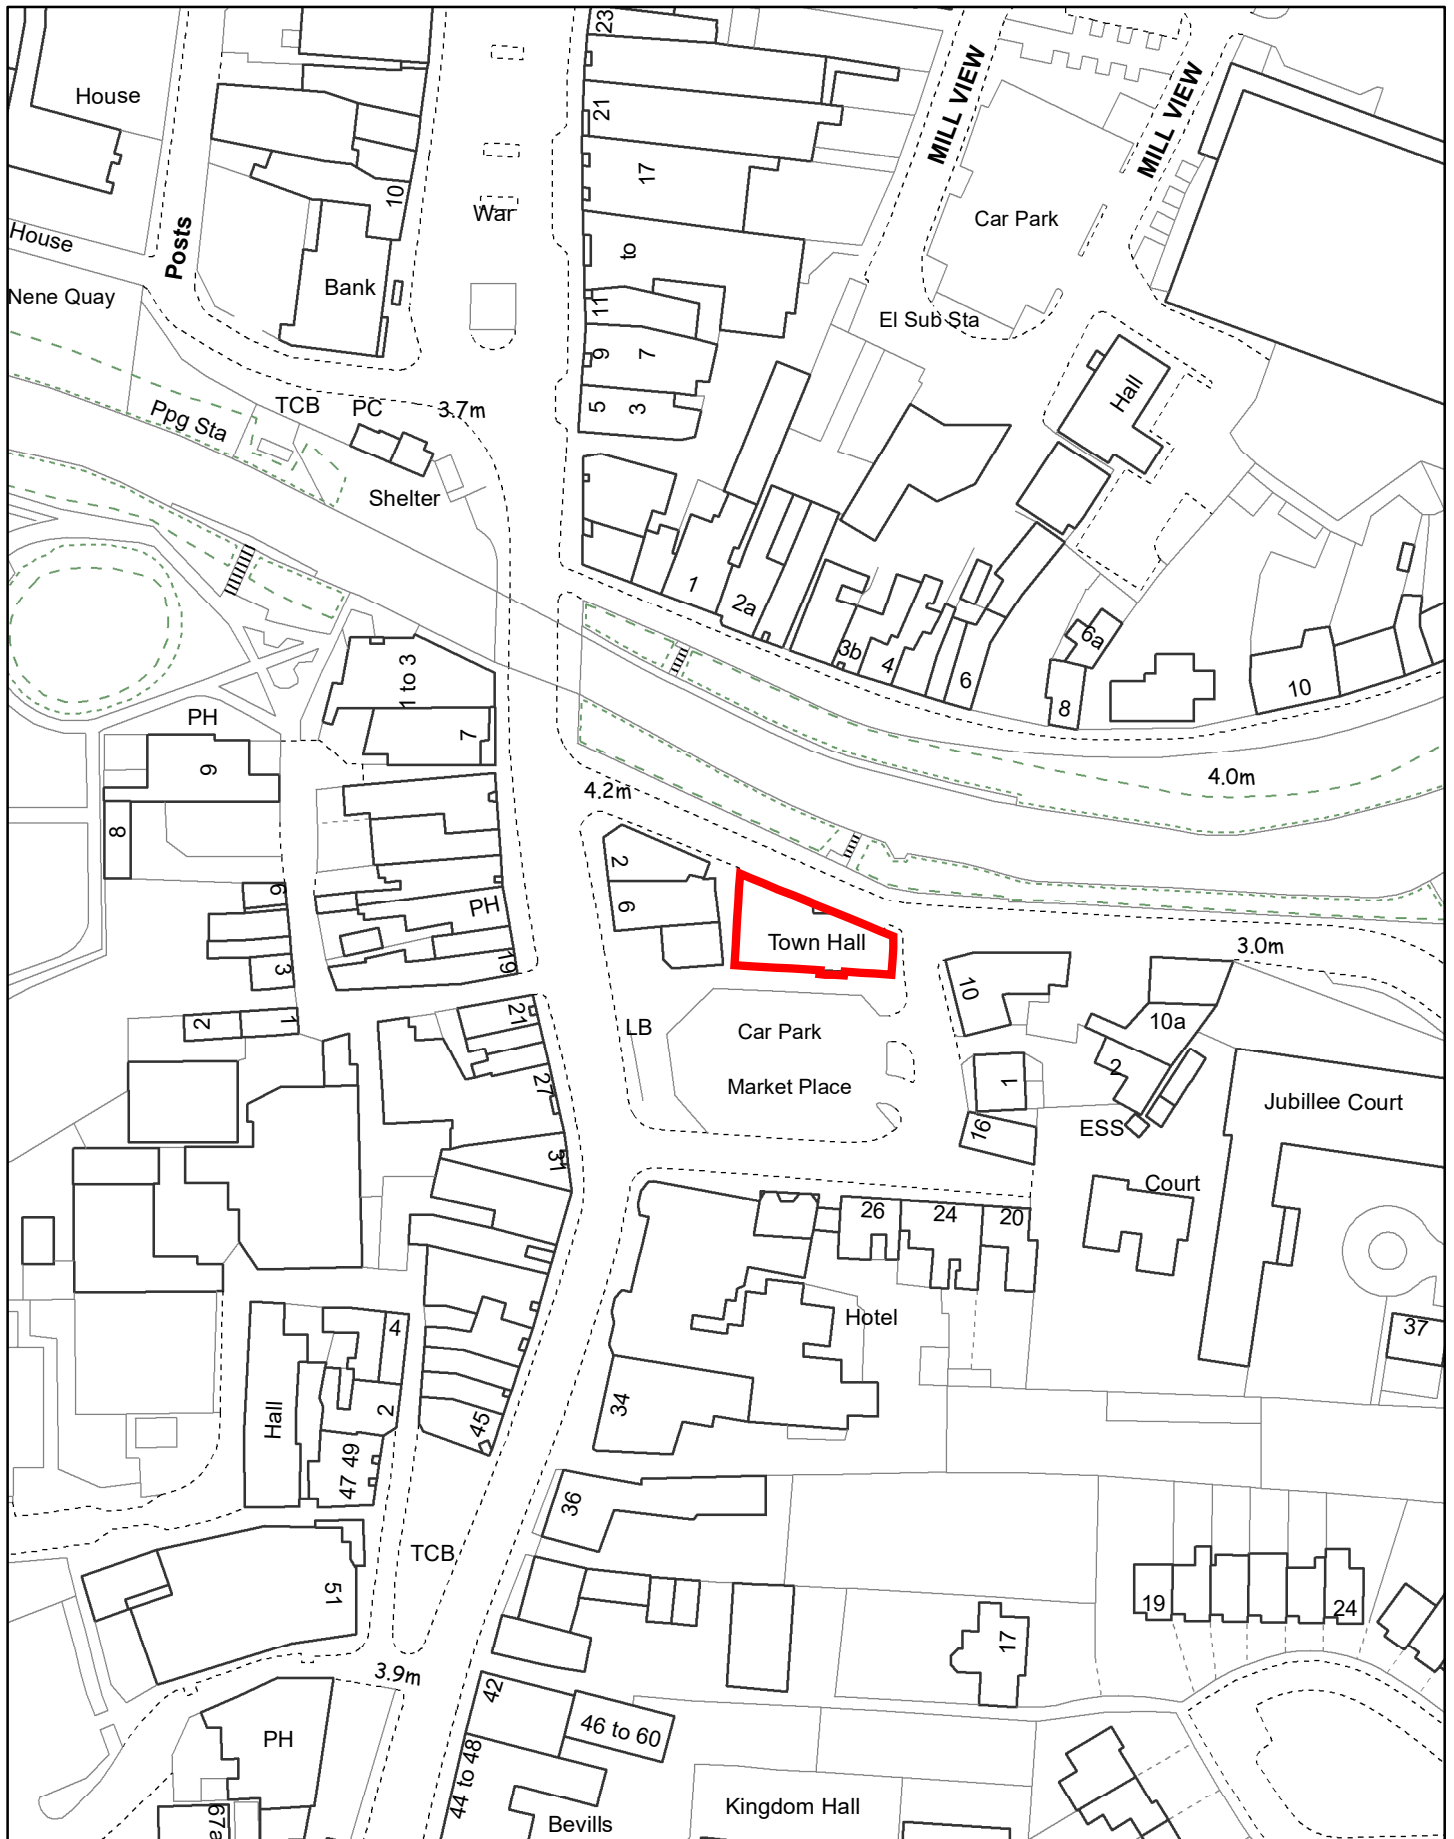 23
MILL VIEW
MILL VIEW
House
21
17
10
War
Car Park
Posts
House
to
Nene Quay
Bank
11
El Sub Sta
9
7
Hall
TCB
PC
3.7m
5
3
Ppg Sta
Shelter
1
2a
3b
4
6
6a
8
10
1 to 3
PH
7
9
4.0m
4.2m
8
2
6
6
PH
Town Hall
3.0m
19
3
10
21
2
1
LB
Car Park
10a
27
Market Place
1
2
Jubillee Court
16
ESS
31
Court
26
24
20
4
Hotel
37
2
34
Hall
45
49
47
36
TCB
51
19
24
17
3.9m
42
46 to 60
PH
44 to 48
67a
Bevills
Kingdom Hall